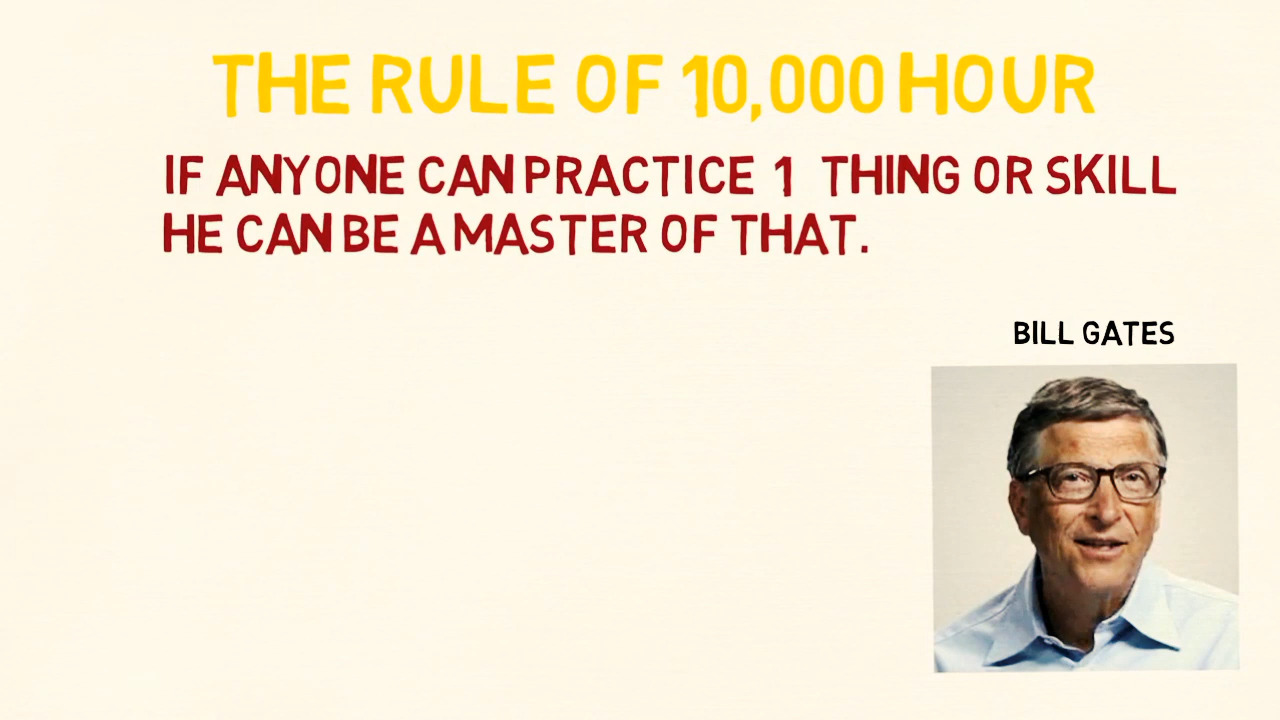 THE RULE OF 10,000 HOUR
IF ANYONE CAN PRACTICE 1 THING OR SKILL
HE CAN BE A MASTER OF THAT.
BILL GATES